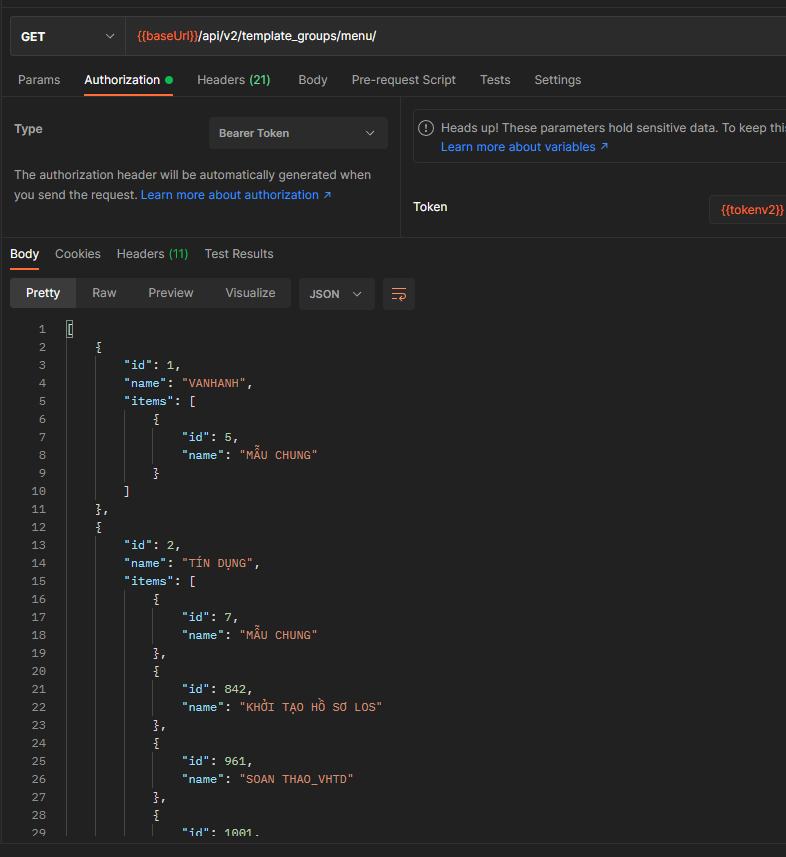 GET {{baseUrl}}/api/v2/template_groups/menu/
Params Authorization Headers (21) Body Pre-request Script Tests Settings
Type Bearer Token
The authorization header will be automatically generated when
you send the request. Learn more about authorization ↗
Heads up! These parameters hold sensitive data. To keep this
Learn more about variables ↗
Token {{tokenv2}}
Body Cookies Headers (11) Test Results
Pretty Raw Preview Visualize JSON
1 [
2 {
3 "id": 1,
4 "name": "VANHANH",
5 "items": [
6 {
7 "id": 5,
8 "name": "MẪU CHUNG"
9 }
10 ]
11 },
12 {
13 "id": 2,
14 "name": "TÍN DỤNG",
15 "items": [
16 {
17 "id": 7,
18 "name": "MẪU CHUNG"
19 },
20 {
21 "id": 842,
22 "name": "KHỞI TẠO HỒ SƠ LOS"
23 },
24 {
25 "id": 961,
26 "name": "SOAN THAO_VHTD"
27 },
28 {
29 "id": 1001,